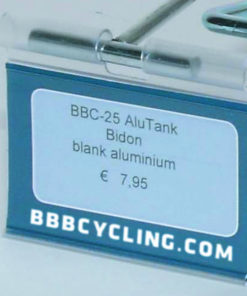 BBC-25 AluTank
Bidon
blank aluminium
€ 7,95
BBBCYCLING.COM